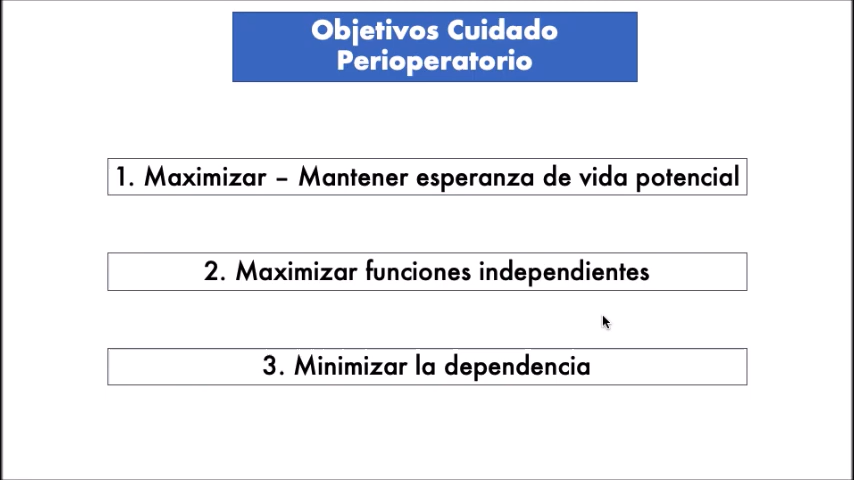 Objetivos Cuidado
Perioperatorio
1. Maximizar – Mantener esperanza de vida potencial
2. Maximizar funciones independientes
3. Minimizar la dependencia